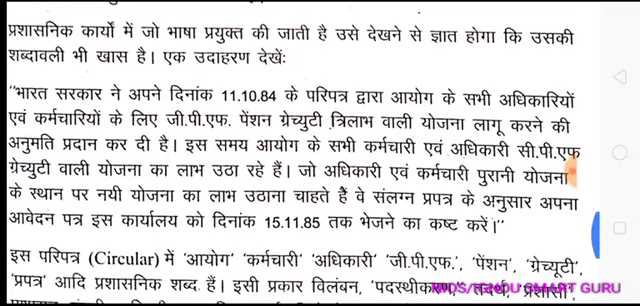 प्रशासनिक कार्यों में जो भाषा प्रयुक्त की जाती है उसे देखने से ज्ञात होगा कि उसकी
शब्दावली भी खास है। एक उदाहरण देखें:
"भारत सरकार ने अपने दिनांक 11.10.84 के परिपत्र द्वारा आयोग के सभी अधिकारियों
एवं कर्मचारियों के लिए जी.पी.एफ. पेंशन ग्रेच्युटी त्रिलाभ वाली योजना लागू करने की
अनुमति प्रदान कर दी है। इस समय आयोग के सभी कर्मचारी एवं अधिकारी सी.पी.एफ
ग्रेच्युटी वाली योजना का लाभ उठा रहे हैं। जो अधिकारी एवं कर्मचारी पुरानी योजना
के स्थान पर नयी योजना का लाभ उठाना चाहते हैं वे संलग्न प्रपत्र के अनुसार अपना
आवेदन पत्र इस कार्यालय को दिनांक 15.11.85 तक भेजने का कष्ट करें।"
इस परिपत्र (Circular) में 'आयोग' 'कर्मचारी' 'अधिकारी' 'जी.पी.एफ.', 'पेंशन', 'ग्रेच्युटी',
'प्रपत्र' आदि प्रशासनिक शब्द हैं। इसी प्रकार विलंबन, 'पदस्थीकरण' 'तदर्थ', 'प्रशासी',
SMART GURU